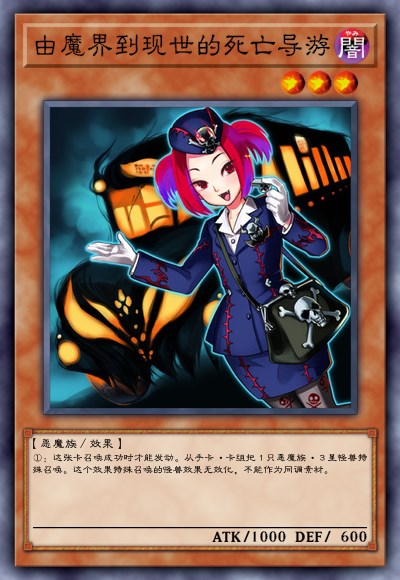 由魔界到现世的死亡导游
やみ
闇
【恶魔族／效果】
①：这张卡召唤成功时才能发动。从手卡·卡组把1只恶魔族·3星怪兽特
殊召唤。这个效果特殊召唤的怪兽效果无效化，不能作为同调素材。
ATK/1000 DEF/ 600